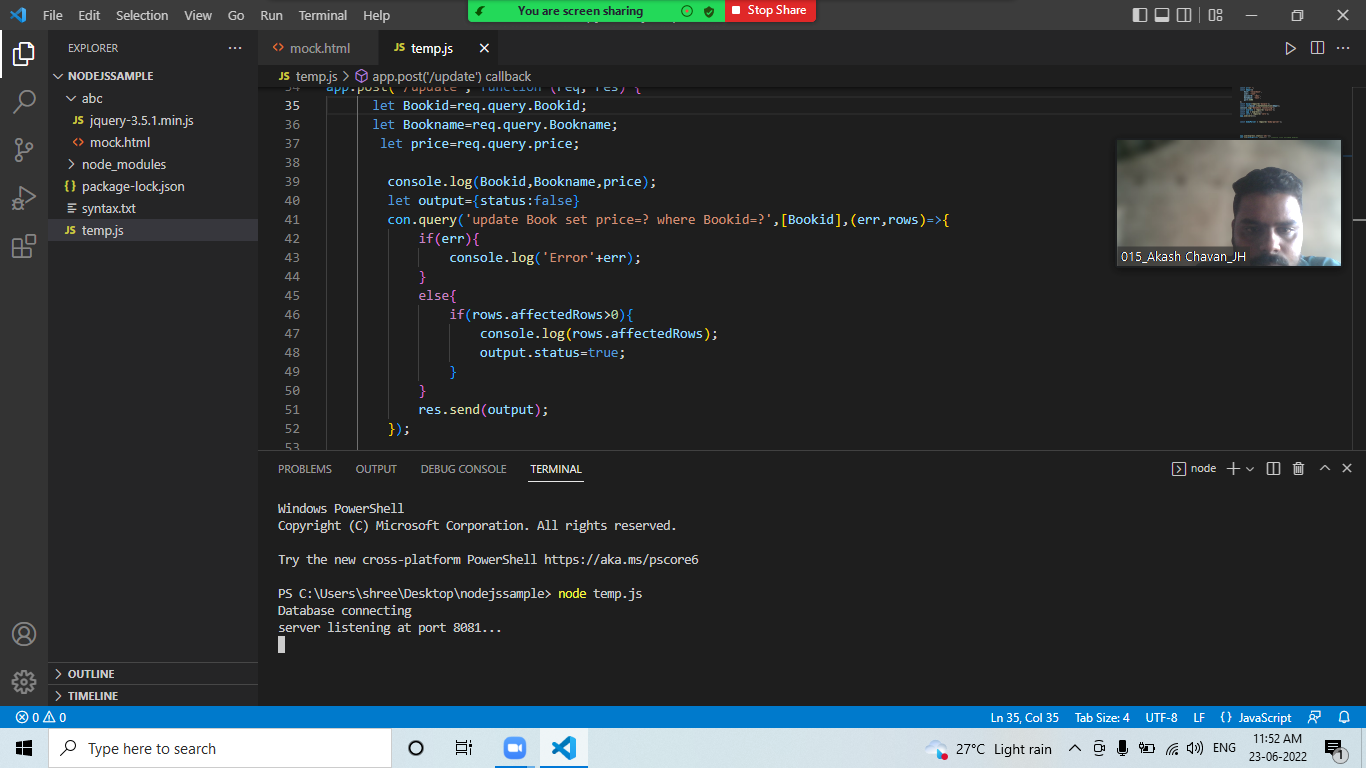 File Edit Selection View Go Run Terminal Help
You are screen sharing
Stop Share
EXPLORER
NODEJSSAMPLE
abc
JS jquery-3.5.1.min.js
<> mock.html
node_modules
{} package-lock.json
syntax.txt
JS temp.js
OUTLINE
TIMELINE
<> mock.html
JS temp.js
JS temp.js > app.post('/update') callback
34 app.post('/update', function (req, res) {
35 let Bookid=req.query.Bookid;
36 let Bookname=req.query.Bookname;
37 let price=req.query.price;
38
39 console.log(Bookid,Bookname,price);
40 let output={status:false}
41 con.query('update Book set price=? where Bookid=?',[Bookid],(err,rows)=>{
42 if(err){
43 console.log('Error'+err);
44 }
45 else{
46 if(rows.affectedRows>0){
47 console.log(rows.affectedRows);
48 output.status=true;
49 }
50 }
51 res.send(output);
52 });
53
015_Akash Chavan_JH
PROBLEMS OUTPUT DEBUG CONSOLE TERMINAL
node
Windows PowerShell
Copyright (C) Microsoft Corporation. All rights reserved.
Try the new cross-platform PowerShell https://aka.ms/pscore6
PS C:\Users\shree\Desktop\nodejssample> node temp.js
Database connecting
server listening at port 8081...
0 0
Ln 35, Col 35 Tab Size: 4 UTF-8 LF {} JavaScript
Type here to search
27°C Light rain
ENG
11:52 AM
23-06-2022
1